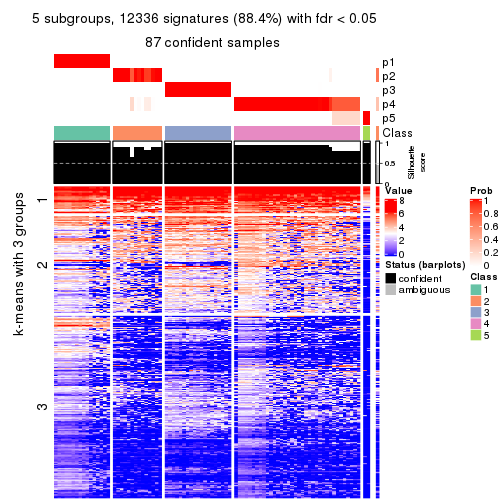 5 subgroups, 12336 signatures (88.4%) with fdr < 0.05
87 confident samples
p1
p2
p3
p4
p5
Class
1
0.5
0
Silhouette
score
k-means with 3 groups
1
2
3
Value
8
6
4
2
0
Status (barplots)
confident
ambiguous
Prob
1
0.8
0.6
0.4
0.2
0
Class
1
2
3
4
5